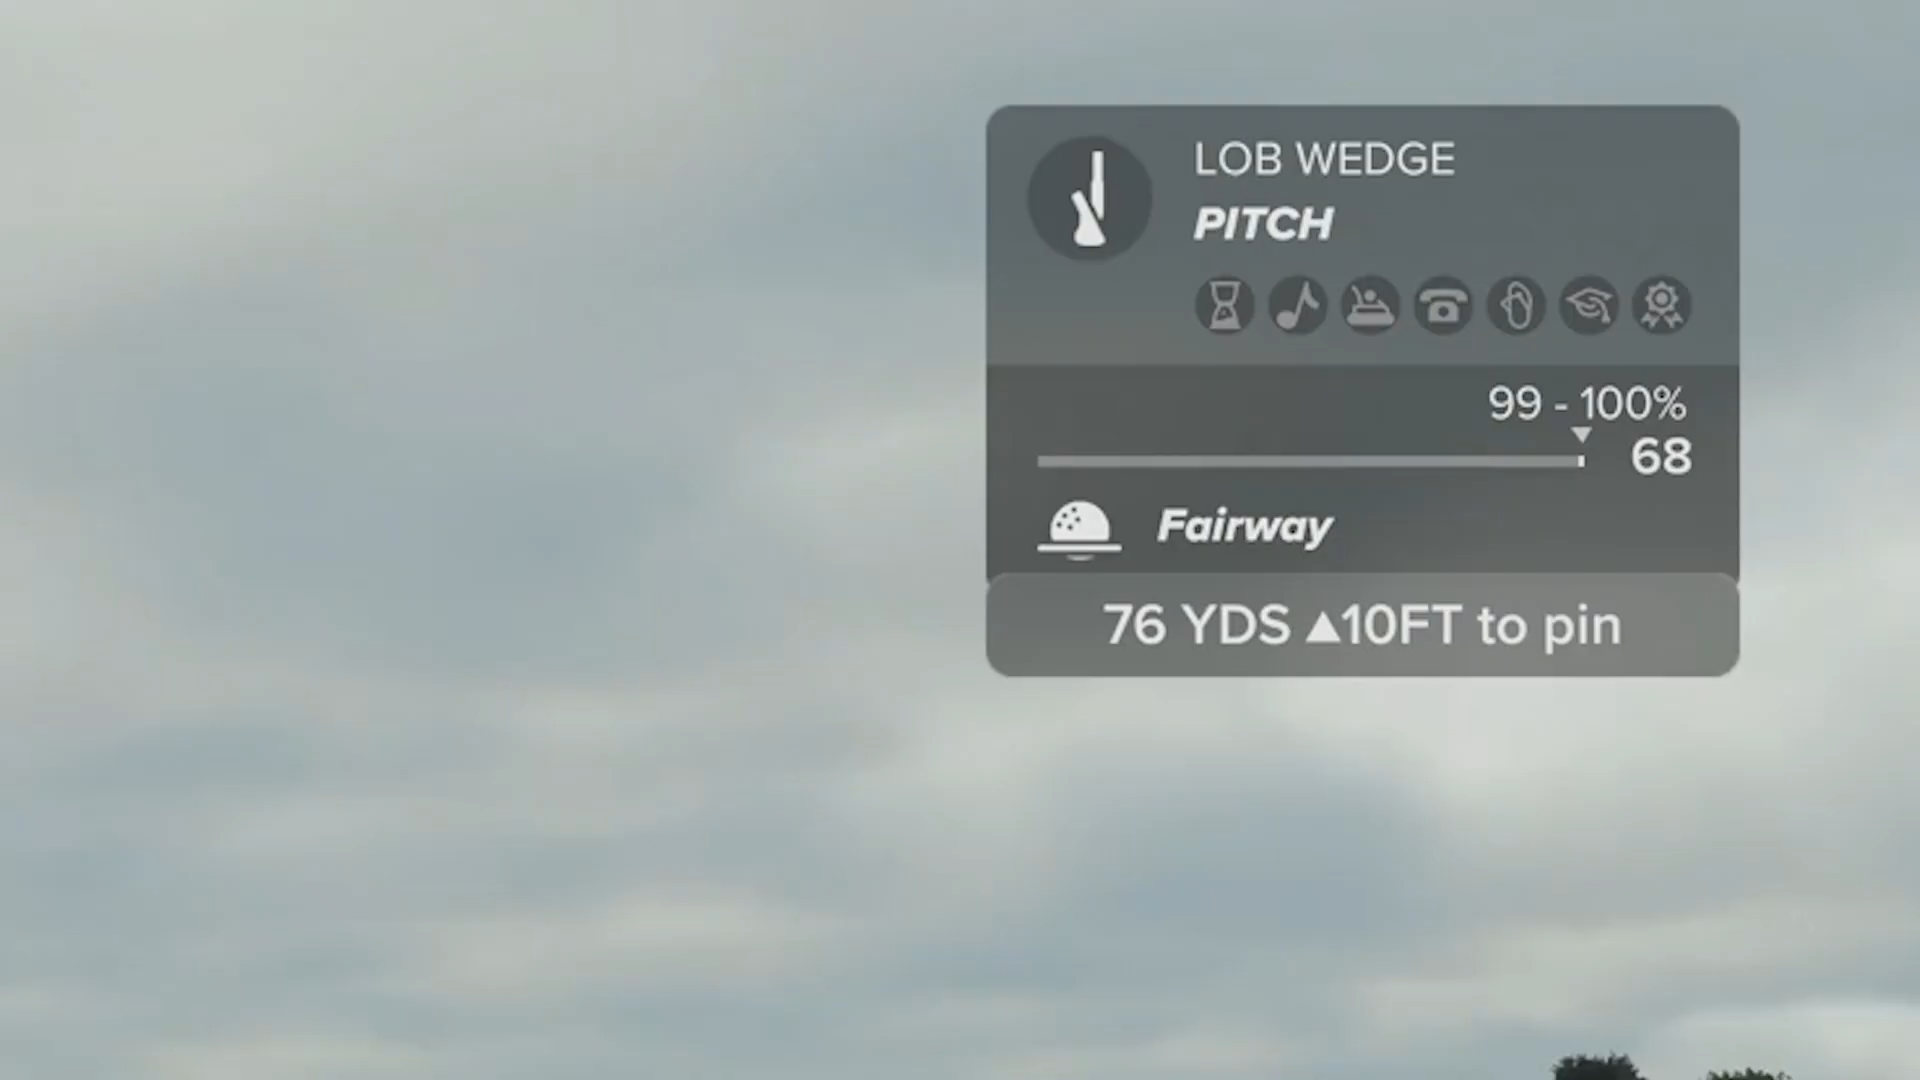 LOB WEDGE
PITCH
99 - 100%
68
Fairway
76 YDS ▲10FT to pin